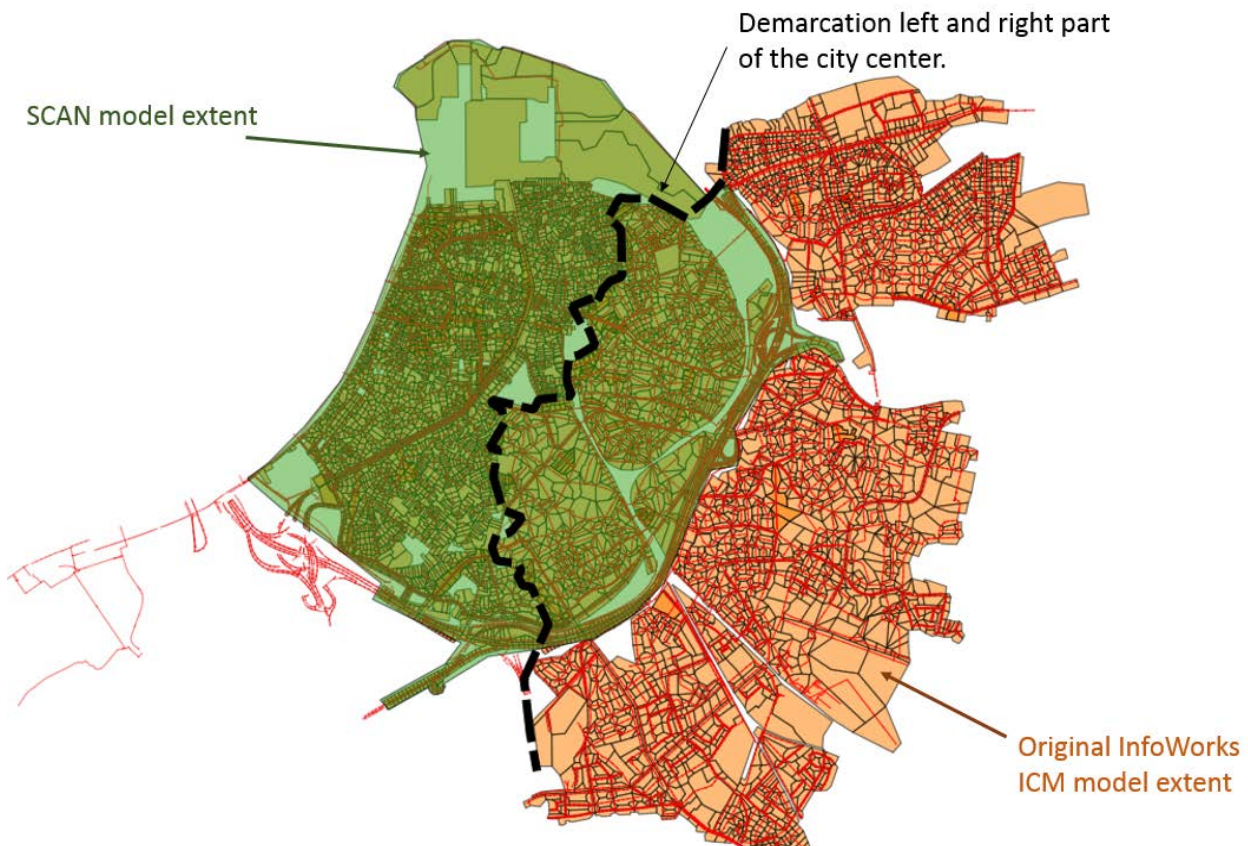 Demarcation left and right part
of the city center.
SCAN model extent
Original InfoWorks
ICM model extent